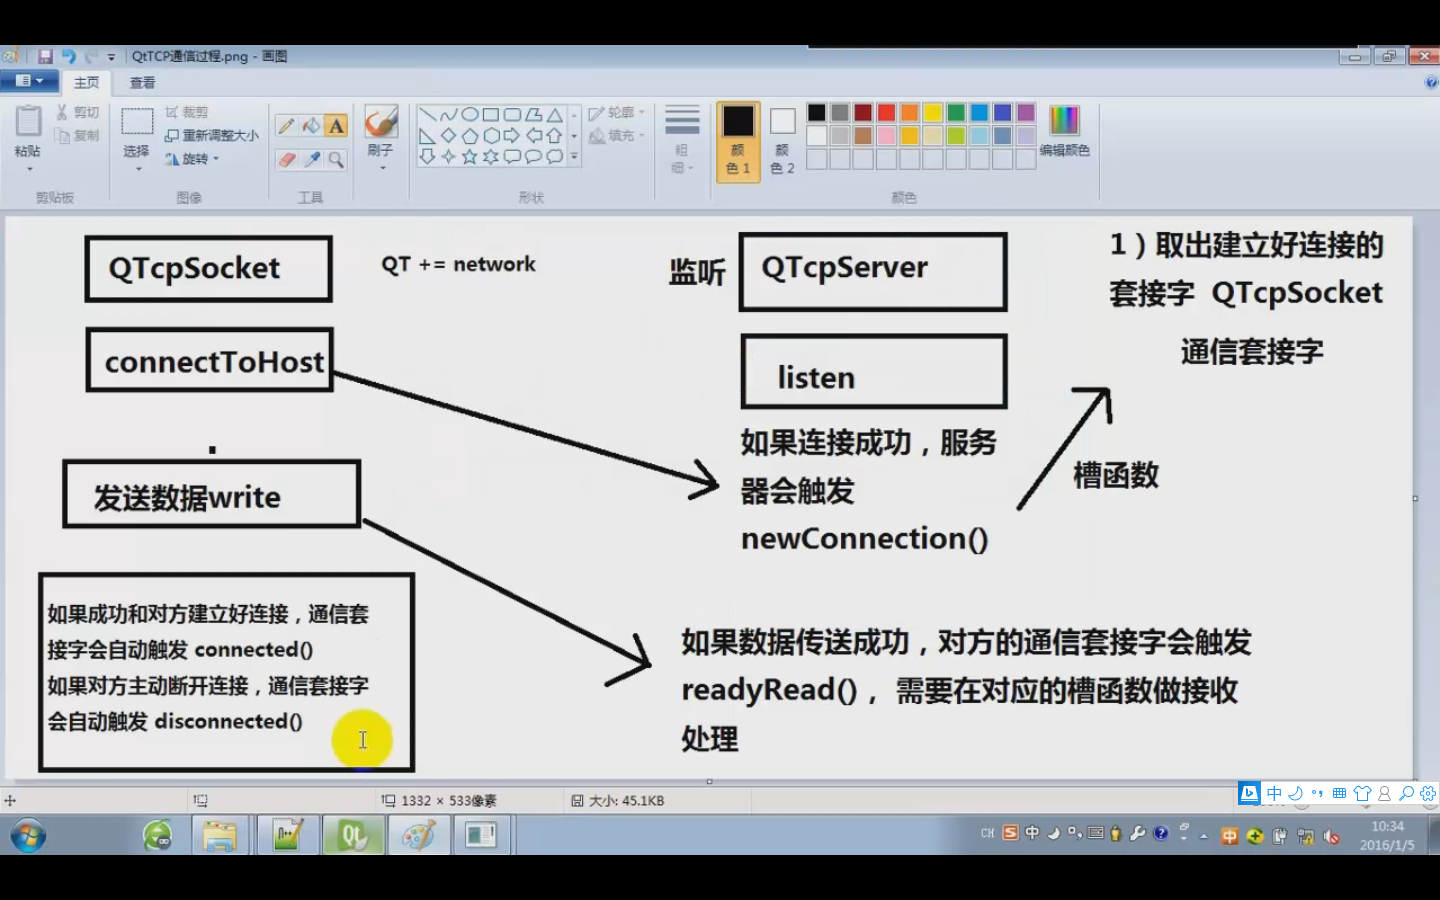 QtTCP通信过程.png - 画图
主页 查看
粘贴
剪切
复制
剪贴板
选择
裁剪
重新调整大小
旋转
图像
A
工具
刷子
轮廓
填充
形状
粗
细
颜
色 1
颜
色 2
编辑颜色
颜色
QTcpSocket
QT += network
connectToHost
.
发送数据write
如果成功和对方建立好连接，通信套
接字会自动触发 connected()
如果对方主动断开连接，通信套接字
会自动触发 disconnected()
监听
QTcpServer
listen
如果连接成功，服务
器会触发
newConnection()
1）取出建立好连接的
套接字 QTcpSocket
通信套接字
槽函数
如果数据传送成功，对方的通信套接字会触发
readyRead()， 需要在对应的槽函数做接收
处理
1332 × 533像素
大小: 45.1KB
中
CH
中
10:34
2016/1/5